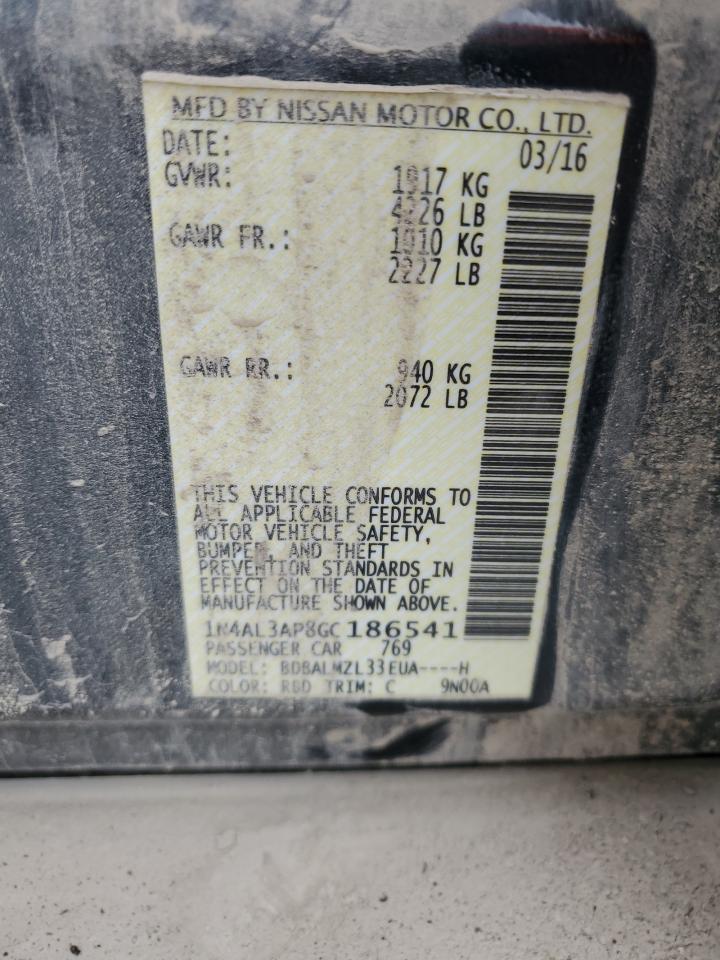 MFD BY NISSAN MOTOR CO., LTD.
DATE: 03/16
GVWR: 1917 KG
4226 LB
GAWR FR.: 1010 KG
2227 LB
GAWR RR.: 940 KG
2072 LB
THIS VEHICLE CONFORMS TO
ALL APPLICABLE FEDERAL
MOTOR VEHICLE SAFETY,
BUMPER, AND THEFT
PREVENTION STANDARDS IN
EFFECT ON THE DATE OF
MANUFACTURE SHOWN ABOVE.
1N4AL3AP8GC186541
PASSENGER CAR 769
MODEL: BDBALMZL33EUA----H
COLOR: RBD TRIM: C 9N00A